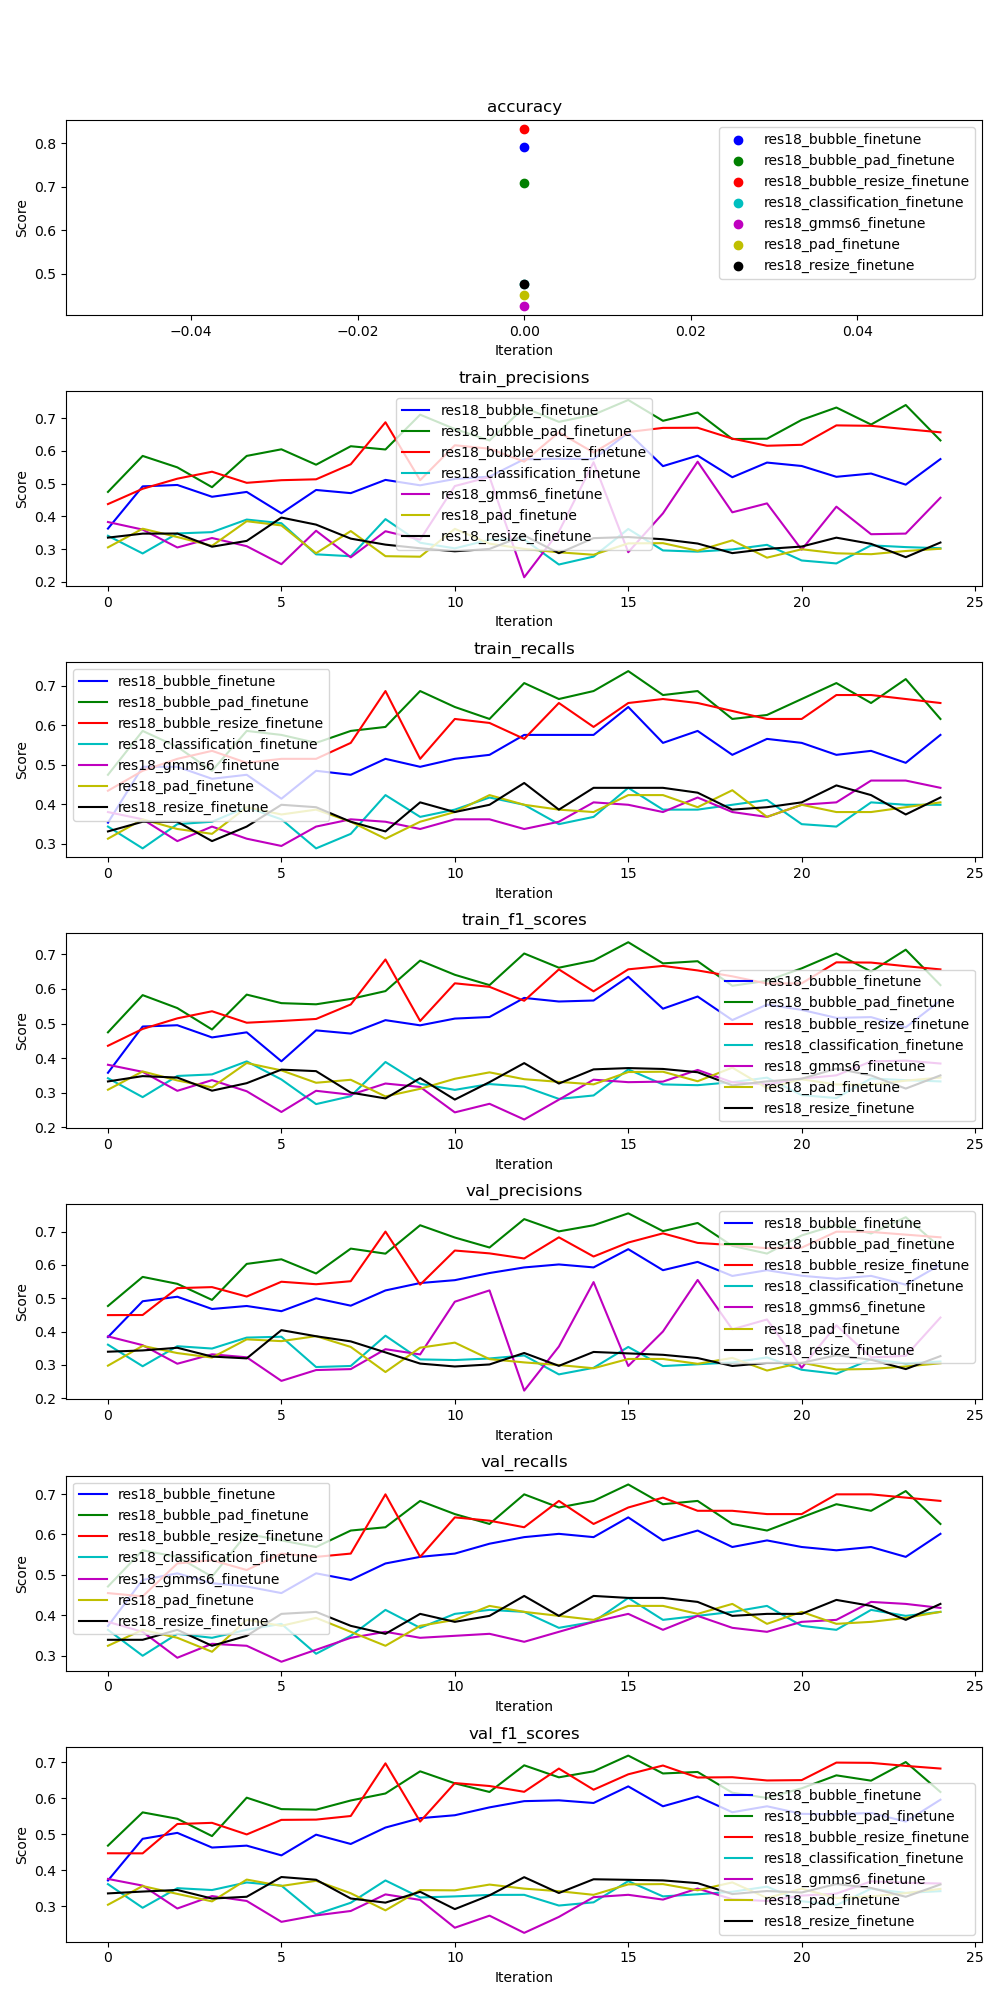 accuracy
Score
0.8
0.7
0.6
0.5
res18_bubble_finetune
res18_bubble_pad_finetune
res18_bubble_resize_finetune
res18_classification_finetune
res18_gmms6_finetune
res18_pad_finetune
res18_resize_finetune
−0.04 −0.02 0.00 0.02 0.04
Iteration
train_precisions
Score
0.7
0.6
0.5
0.4
0.3
0.2
res18_bubble_finetune
res18_bubble_pad_finetune
res18_bubble_resize_finetune
res18_classification_finetune
res18_gmms6_finetune
res18_pad_finetune
res18_resize_finetune
0 5 10 15 20 25
Iteration
train_recalls
Score
0.7
0.6
0.5
0.4
0.3
res18_bubble_finetune
res18_bubble_pad_finetune
res18_bubble_resize_finetune
res18_classification_finetune
res18_gmms6_finetune
res18_pad_finetune
res18_resize_finetune
0 5 10 15 20 25
Iteration
train_f1_scores
Score
0.7
0.6
0.5
0.4
0.3
0.2
res18_bubble_finetune
res18_bubble_pad_finetune
res18_bubble_resize_finetune
res18_classification_finetune
res18_gmms6_finetune
res18_pad_finetune
res18_resize_finetune
0 5 10 15 20 25
Iteration
val_precisions
Score
0.7
0.6
0.5
0.4
0.3
0.2
res18_bubble_finetune
res18_bubble_pad_finetune
res18_bubble_resize_finetune
res18_classification_finetune
res18_gmms6_finetune
res18_pad_finetune
res18_resize_finetune
0 5 10 15 20 25
Iteration
val_recalls
Score
0.7
0.6
0.5
0.4
0.3
res18_bubble_finetune
res18_bubble_pad_finetune
res18_bubble_resize_finetune
res18_classification_finetune
res18_gmms6_finetune
res18_pad_finetune
res18_resize_finetune
0 5 10 15 20 25
Iteration
val_f1_scores
Score
0.7
0.6
0.5
0.4
0.3
res18_bubble_finetune
res18_bubble_pad_finetune
res18_bubble_resize_finetune
res18_classification_finetune
res18_gmms6_finetune
res18_pad_finetune
res18_resize_finetune
0 5 10 15 20 25
Iteration